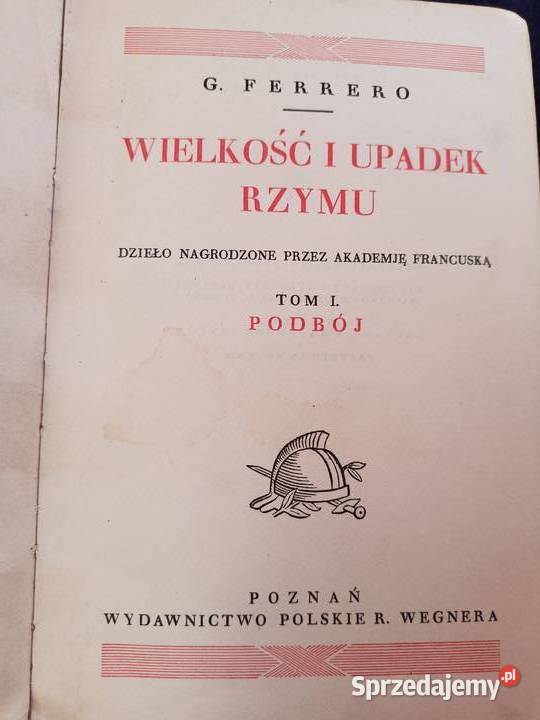 G. FERRERO
WIELKOŚĆ I UPADEK
RZYMU
DZIEŁO NAGRODZONE PRZEZ AKADEMJĘ FRANCUSKĄ
TOM I.
PODBÓJ
POZNAŃ
WYDAWNICTWO POLSKIE R. WEGNERA
Sprzedajemy.pl